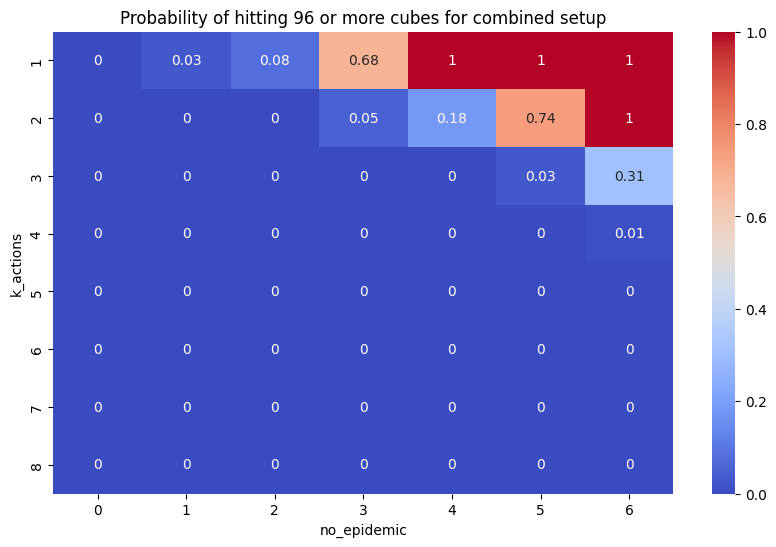 Probability of hitting 96 or more cubes for combined setup
k_actions
1 0 0.03 0.08 0.68 1 1 1
2 0 0 0 0.05 0.18 0.74 1
3 0 0 0 0 0 0.03 0.31
4 0 0 0 0 0 0 0.01
5 0 0 0 0 0 0 0
6 0 0 0 0 0 0 0
7 0 0 0 0 0 0 0
8 0 0 0 0 0 0 0
0 1 2 3 4 5 6
no_epidemic
1.0
0.8
0.6
0.4
0.2
0.0